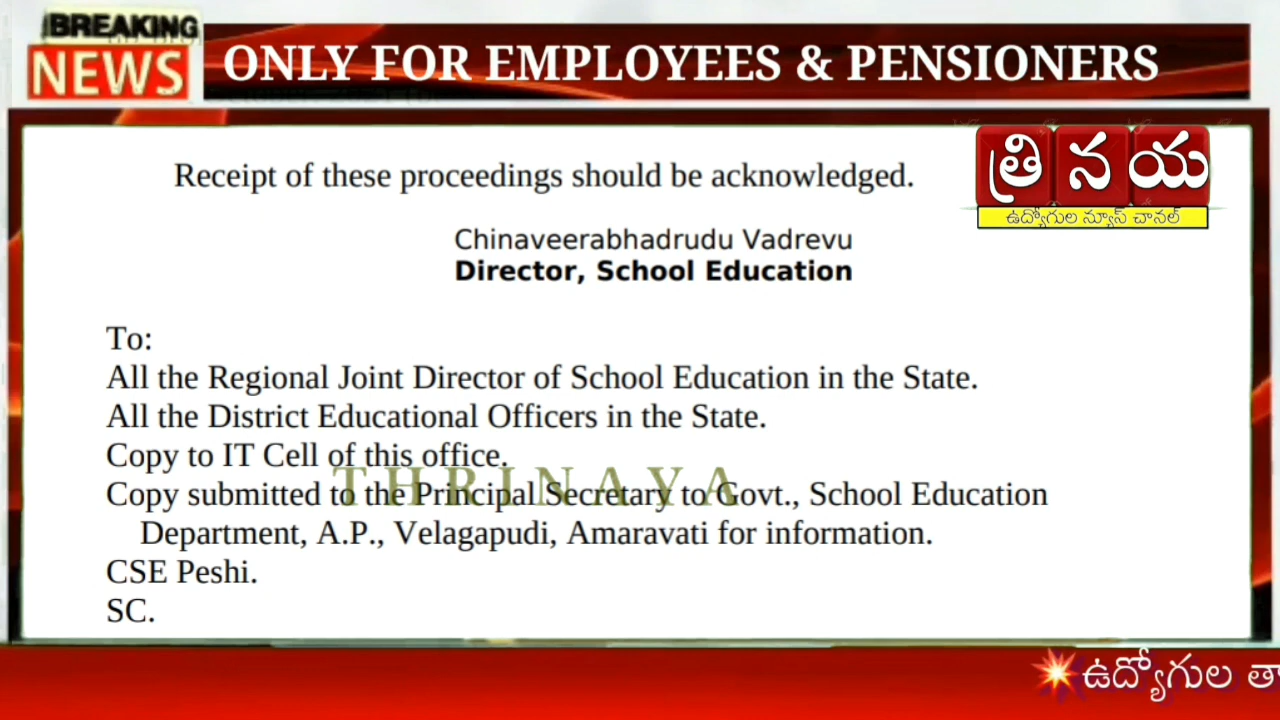 BREAKING
NEWS
ONLY FOR EMPLOYEES & PENSIONERS
త్రినయ
ఉద్యోగుల న్యూస్ చానల్
Receipt of these proceedings should be acknowledged.
Chinaveerabhadrudu Vadrevu
Director, School Education
To:
All the Regional Joint Director of School Education in the State.
All the District Educational Officers in the State.
Copy to IT Cell of this office.
THRINAYA
Copy submitted to the Principal Secretary to Govt., School Education
Department, A.P., Velagapudi, Amaravati for information.
CSE Peshi.
SC.
ఉద్యోగుల